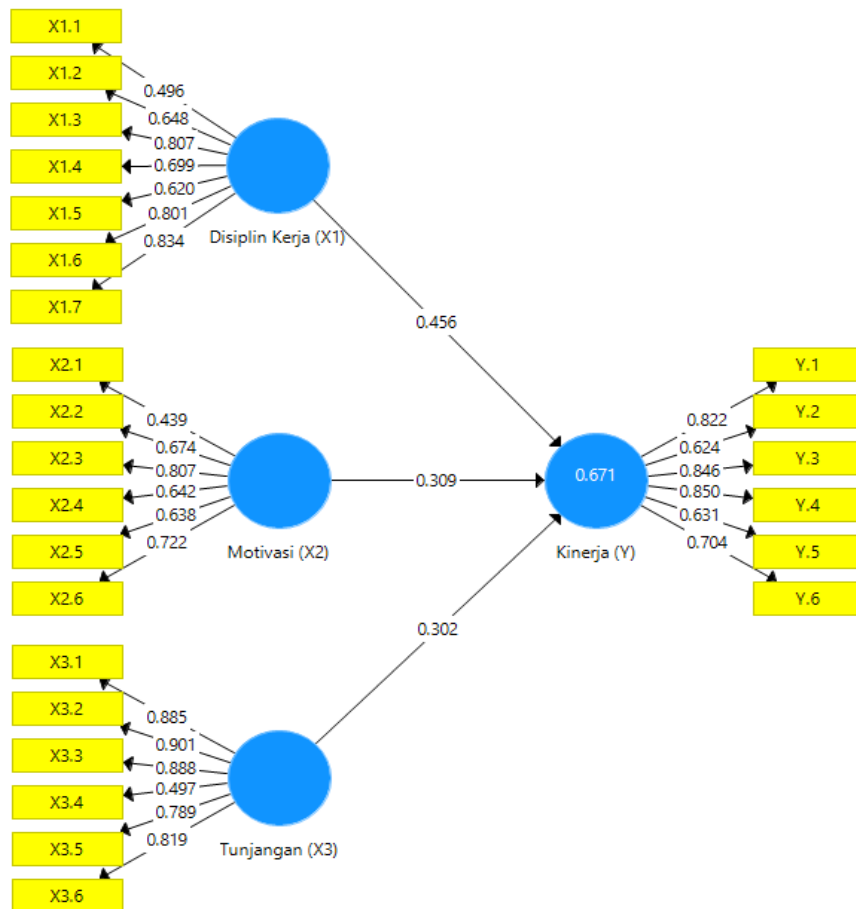 X1.1
X1.2
X1.3
X1.4
X1.5
X1.6
X1.7
0.496
0.648
0.807
0.699
0.620
0.801
0.834
Disiplin Kerja (X1)
0.456
X2.1
X2.2
X2.3
X2.4
X2.5
X2.6
0.439
0.674
0.807
0.642
0.638
0.722
Motivasi (X2)
0.309
X3.1
X3.2
X3.3
X3.4
X3.5
X3.6
0.885
0.901
0.888
0.497
0.789
0.819
Tunjangan (X3)
0.302
0.671
Kinerja (Y)
0.822
0.624
0.846
0.850
0.631
0.704
Y.1
Y.2
Y.3
Y.4
Y.5
Y.6